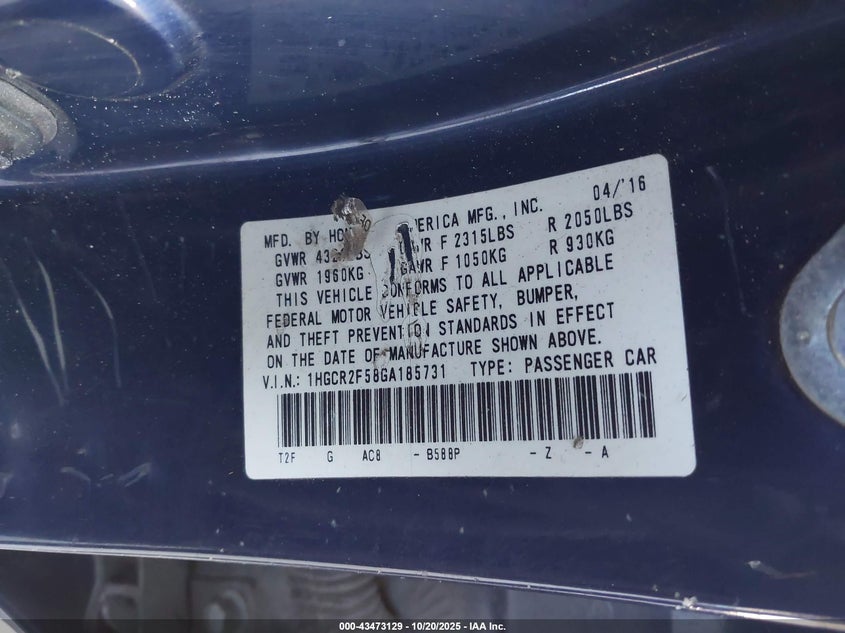 04/'16
MFD. BY HON ERICA MFG., INC.
GVWR F 2315LBS R 2050LBS
GVWR 1960KG GAWR F 1050KG R 930KG
THIS VEHICLE CONFORMS TO ALL APPLICABLE
FEDERAL MOTOR VEHICLE SAFETY, BUMPER,
AND THEFT PREVENTION STANDARDS IN EFFECT
ON THE DATE OF MANUFACTURE SHOWN ABOVE.
V.I.N.: 1HGCR2F58GA185731 TYPE: PASSENGER CAR
T2F G AC8 - B588P - Z - A
000-43473129 - 10/20/2025 - IAA Inc.